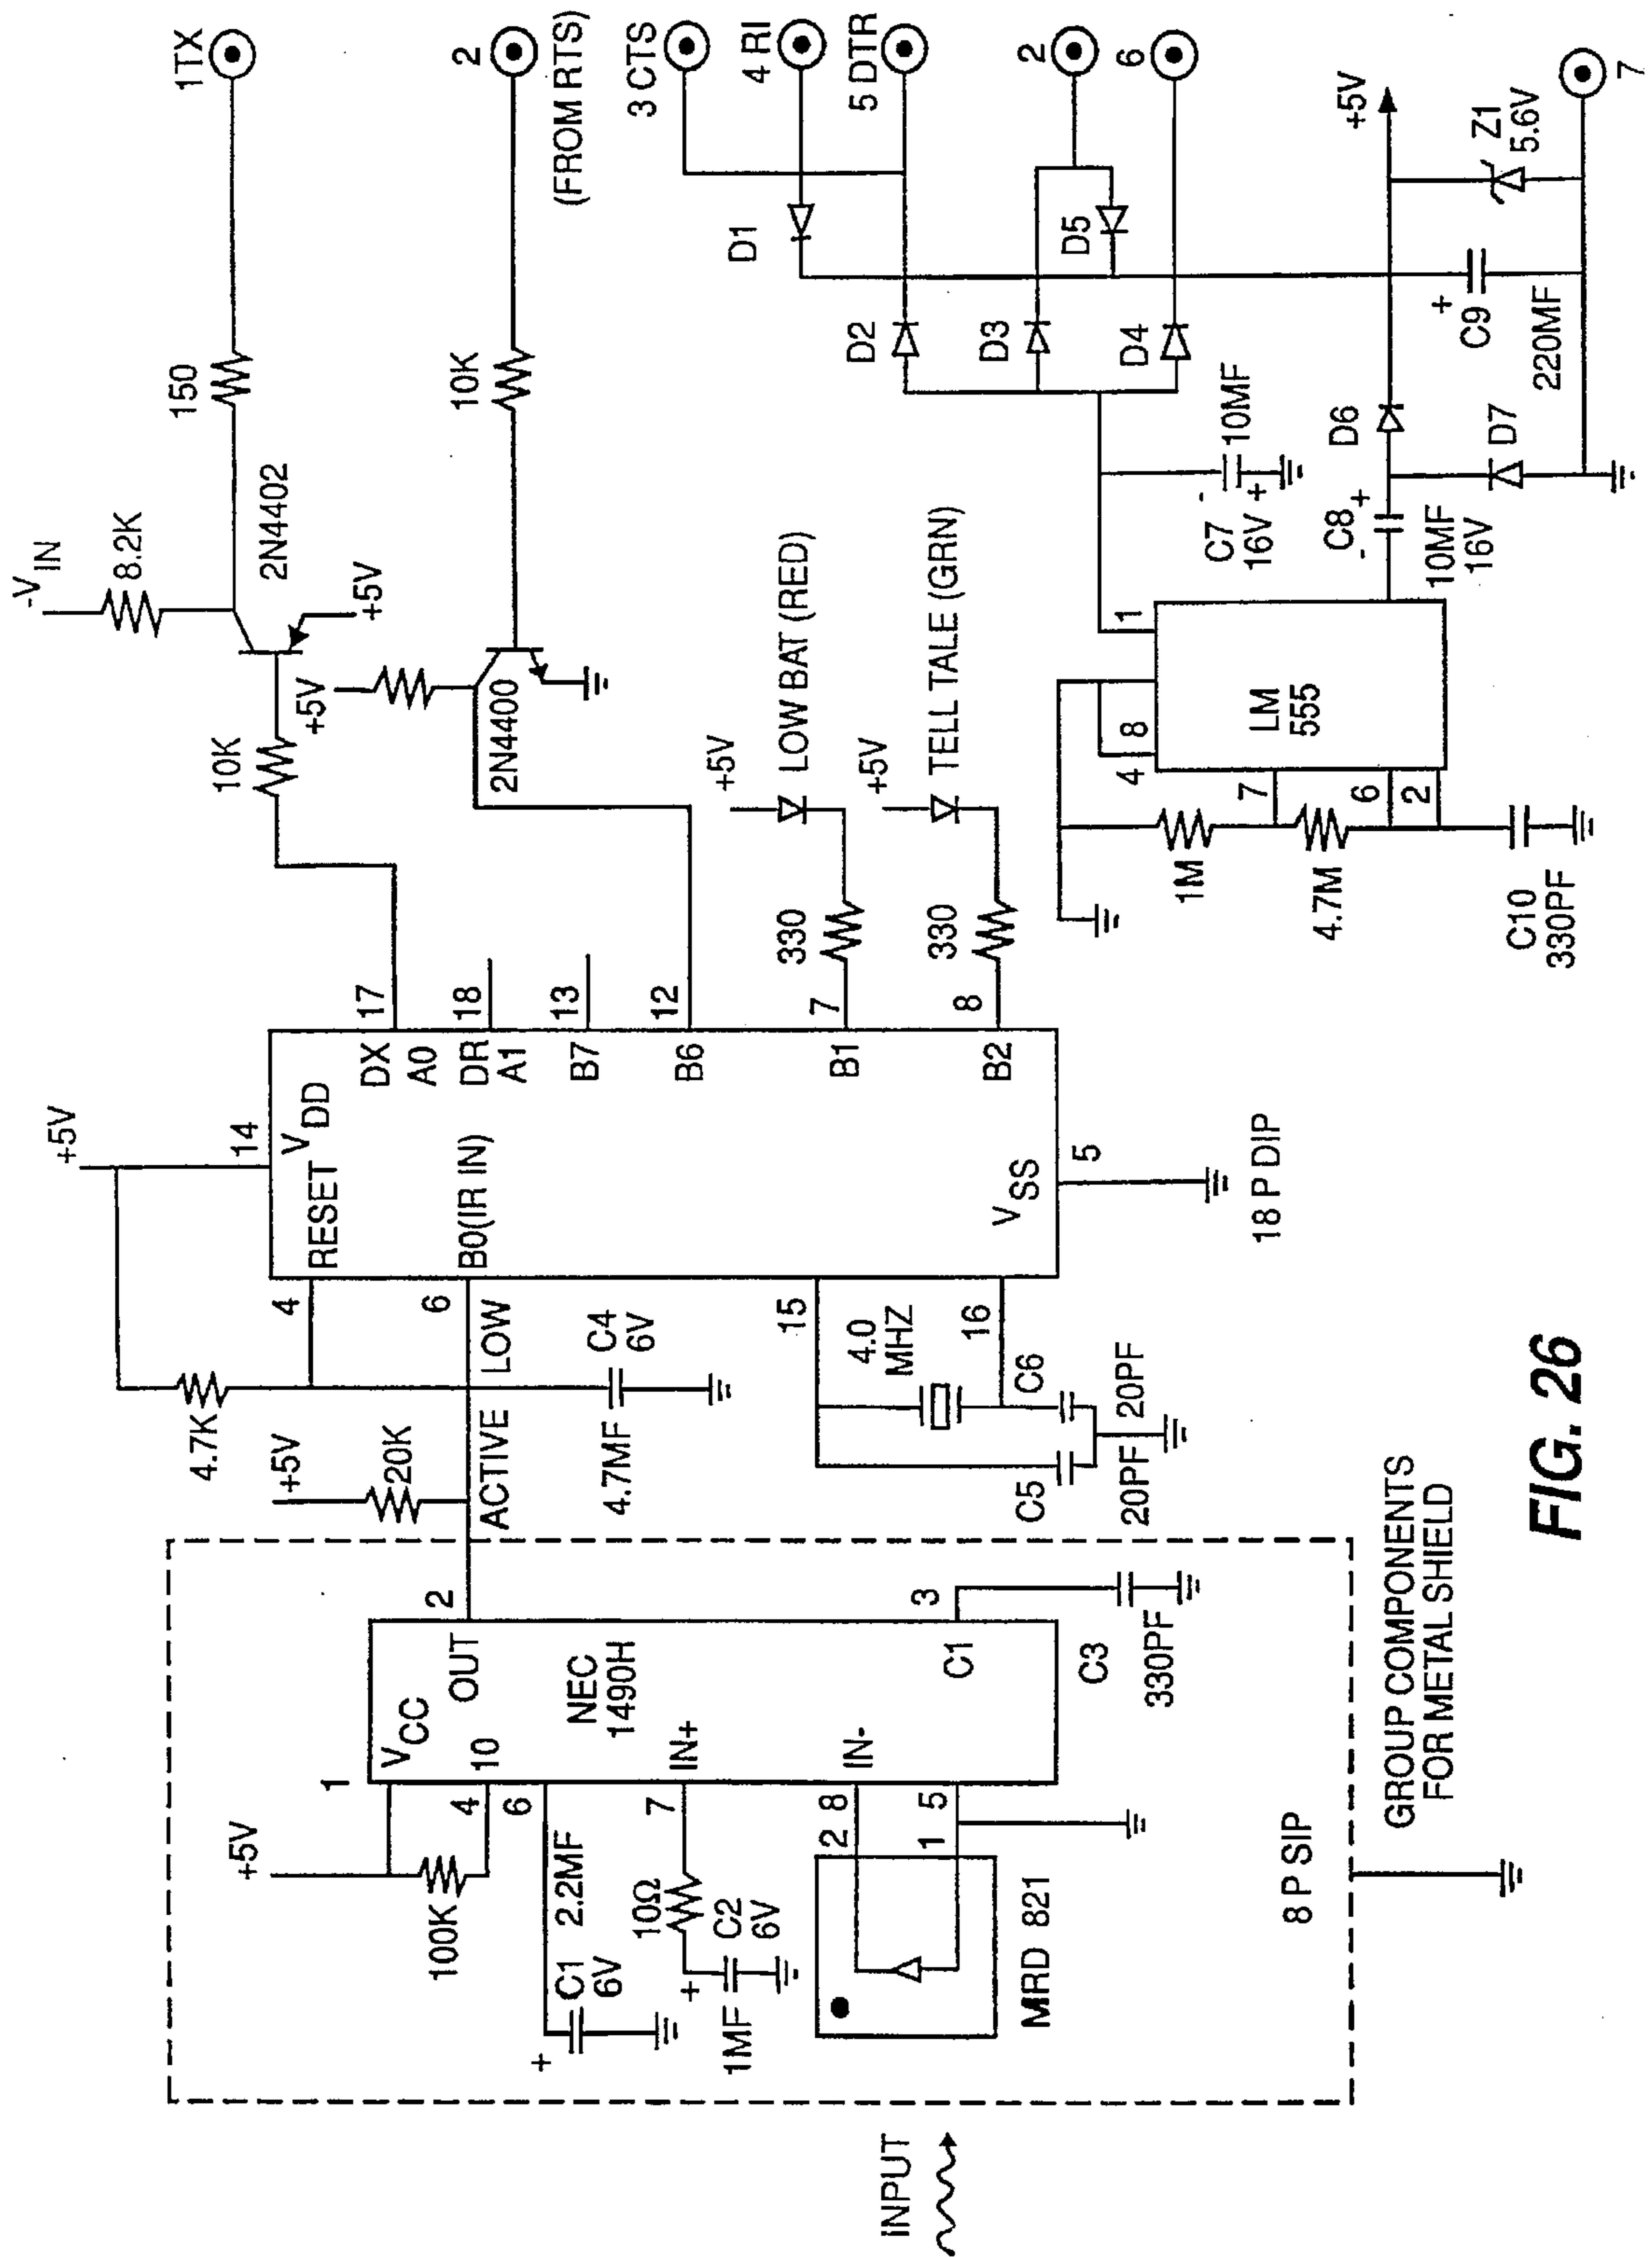 INPUT
+5V
100K
1
VCC
OUT
2
4
10
6
NEC
1490H
+
C1
6V
2.2MF
10Ω
7
IN+
+
1MF
C2
6V
2
8
IN-
1
5
C1
3
MRD 821
C3
330PF
8 P SIP
GROUP COMPONENTS
FOR METAL SHIELD
4.7K
+5V
20K
ACTIVE
LOW
4.7MF
C4
6V
C5
20PF
C6
20PF
4.0
MHZ
+5V
14
VDD
4
RESET
6
B0(IR IN)
15
16
VSS
5
18 P DIP
DX
A0
17
DR
A1
18
B7
13
B6
12
B1
7
B2
8
10K
-VIN
8.2K
2N4402
+5V
150
1TX
+5V
2N4400
10K
2
(FROM RTS)
330
+5V
LOW BAT (RED)
330
+5V
TELL TALE (GRN)
3 CTS
4 RI
5 DTR
2
6
D1
D2
D3
D4
D5
1M
4.7M
C10
330PF
4
8
1
7
6
2
LM
555
-
C7
16V
+
10MF
-
C8
+
10MF
16V
D6
D7
+
C9
220MF
+5V
Z1
5.6V
7
FIG. 26